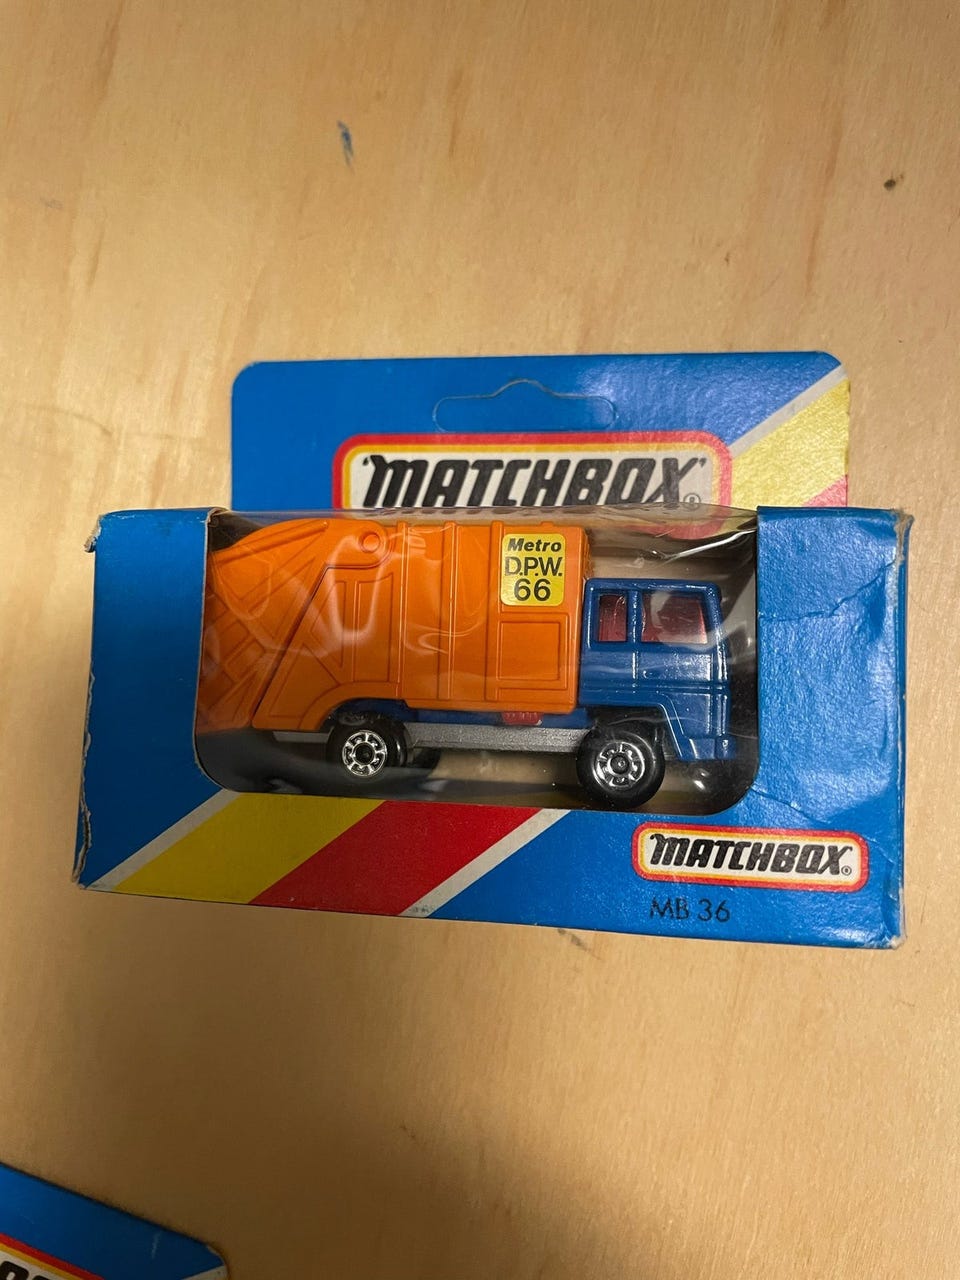 'MATCHBOX'®
Metro
D.P.W.
66
'MATCHBOX'®
MB 36